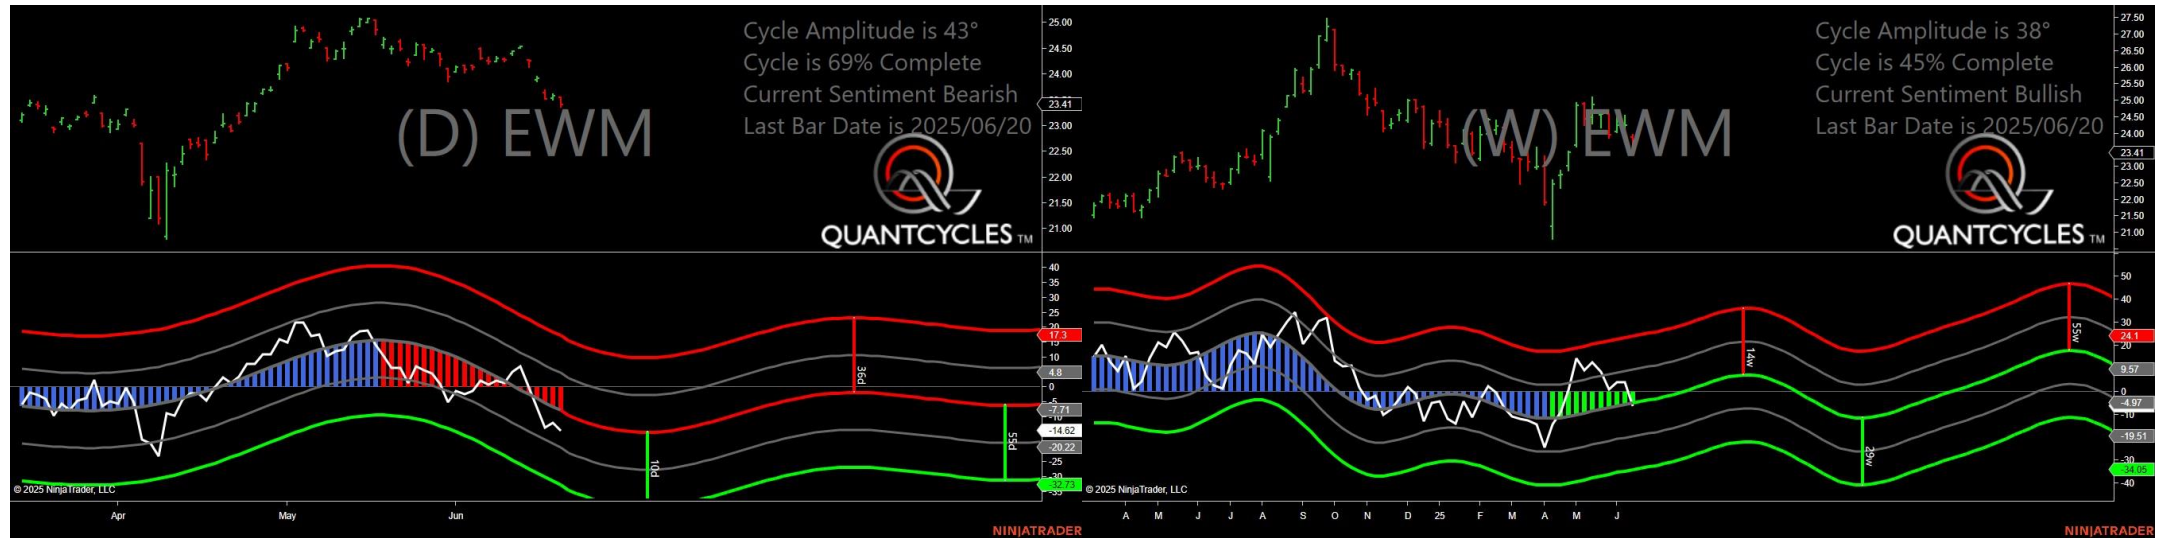 Cycle Amplitude is 43°
Cycle is 69% Complete
Current Sentiment Bearish
Last Bar Date is 2025/06/20
(D) EWM
QUANTCYCLES TM
25.00
24.50
24.00
23.41
23.00
22.50
22.00
21.50
21.00
40
35
30
25
20
17.3
15
10
4.8
0
-5
-7.71
-10
-14.62
-20.22
-25
-32.73
-35
36d
10d
55d
© 2025 NinjaTrader, LLC
Apr May Jun
NINJATRADER
Cycle Amplitude is 38°
Cycle is 45% Complete
Current Sentiment Bullish
Last Bar Date is 2025/06/20
(W) EWM
QUANTCYCLES TM
27.50
27.00
26.50
26.00
25.50
25.00
24.50
24.00
23.41
23.00
22.50
22.00
21.50
21.00
50
40
30
24.1
20
9.57
0
-4.97
-10
-19.51
-30
-34.05
-40
14w
29w
55w
© 2025 NinjaTrader, LLC
A M J J A S O N D 25 F M A M J
NINJATRADER